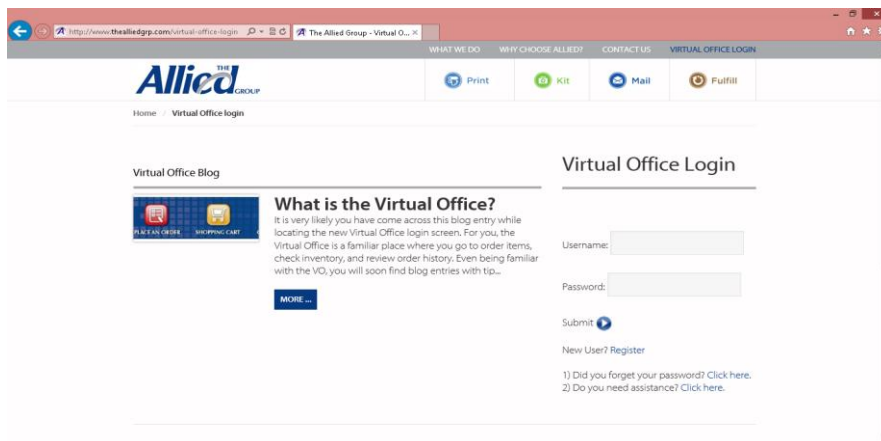 http://www.thealliedgrp.com/virtual-office-login
The Allied Group - Virtual O...
WHAT WE DO WHY CHOOSE ALLIED? CONTACT US VIRTUAL OFFICE LOGIN
THE
Allied GROUP
Print Kit Mail Fulfill
Home / Virtual Office login
Virtual Office Blog
PLACE AN ORDER SHOPPING CART
What is the Virtual Office?
It is very likely you have come across this blog entry while
locating the new Virtual Office login screen. For you, the
Virtual Office is a familiar place where you go to order items,
check inventory, and review order history. Even being familiar
with the VO, you will soon find blog entries with tip...
MORE ...
Virtual Office Login
Username:
Password:
Submit
New User? Register
1) Did you forget your password? Click here.
2) Do you need assistance? Click here.